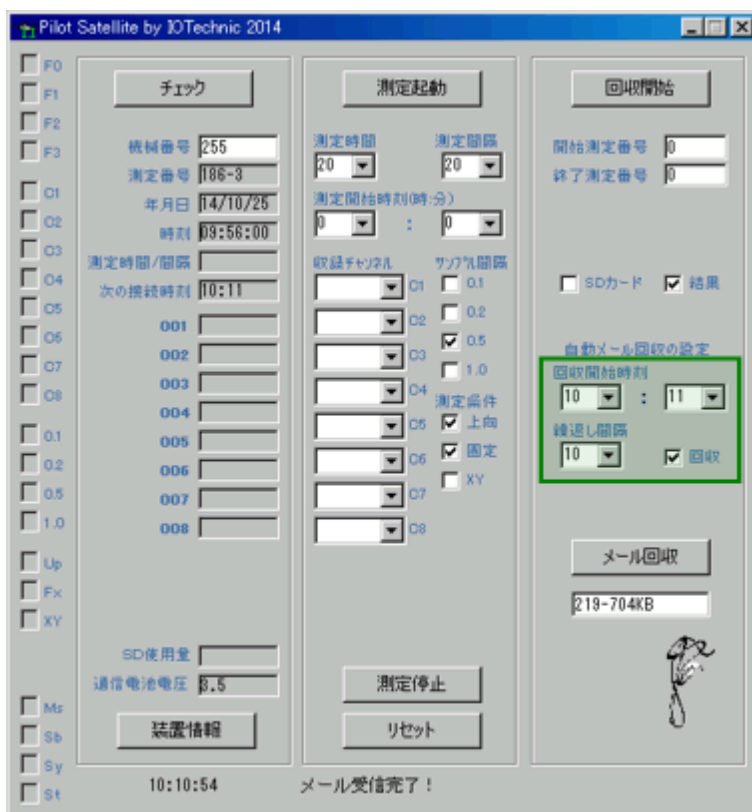 Pilot Satellite by IOTechnic 2014
F0
F1
F2
F3
C1
C2
C3
C4
C5
C6
C7
C8
0.1
0.2
0.5
1.0
Up
Fx
XY
Ms
Sb
Sy
St
チェック
機械番号 255
測定番号 186-3
年月日 14/10/25
時刻 09:56:00
測定時間/間隔
次の接続時刻 10:11
001
002
003
004
005
006
007
008
SD使用量
通信電池電圧 3.5
装置情報
10:10:54
測定起動
測定時間 測定間隔
20 20
測定開始時刻(時:分)
0 : 0
収録チャンネル サンプル間隔
C1 0.1
C2 0.2
C3 0.5
1.0
C4 測定条件
C5 上向
C6 固定
C7 XY
C8
測定停止
リセット
メール受信完了!
回収開始
開始測定番号 0
終了測定番号 0
SDカード 結果
自動メール回収の設定
回収開始時刻
10 : 11
繰返し間隔
10 回収
メール回収
219-704KB